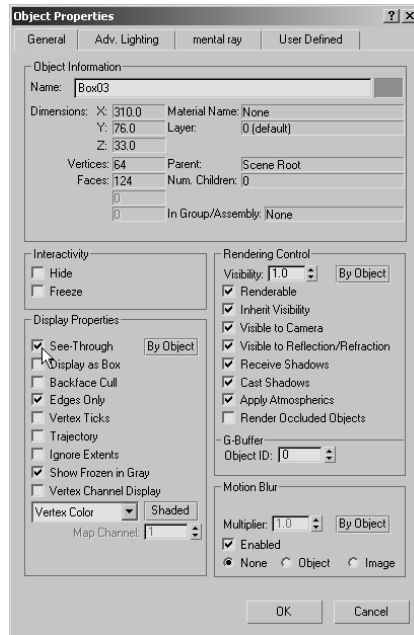 Object Properties
General Adv. Lighting mental ray User Defined
Object Information
Name: Box03
Dimensions: X: 310.0 Material Name: None
Y: 76.0 Layer: 0 (default)
Z: 33.0
Vertices: 64 Parent: Scene Root
Faces: 124 Num. Children: 0
0
0 In Group/Assembly: None
Interactivity
Hide
Freeze
Display Properties
See-Through By Object
Display as Box
Backface Cull
Edges Only
Vertex Ticks
Trajectory
Ignore Extents
Show Frozen in Gray
Vertex Channel Display
Vertex Color Shaded
Map Channel: 1
Rendering Control
Visibility: 1.0 By Object
Renderable
Inherit Visibility
Visible to Camera
Visible to Reflection/Refraction
Receive Shadows
Cast Shadows
Apply Atmospherics
Render Occluded Objects
G-Buffer
Object ID: 0
Motion Blur
Multiplier: 1.0 By Object
Enabled
None Object Image
OK Cancel